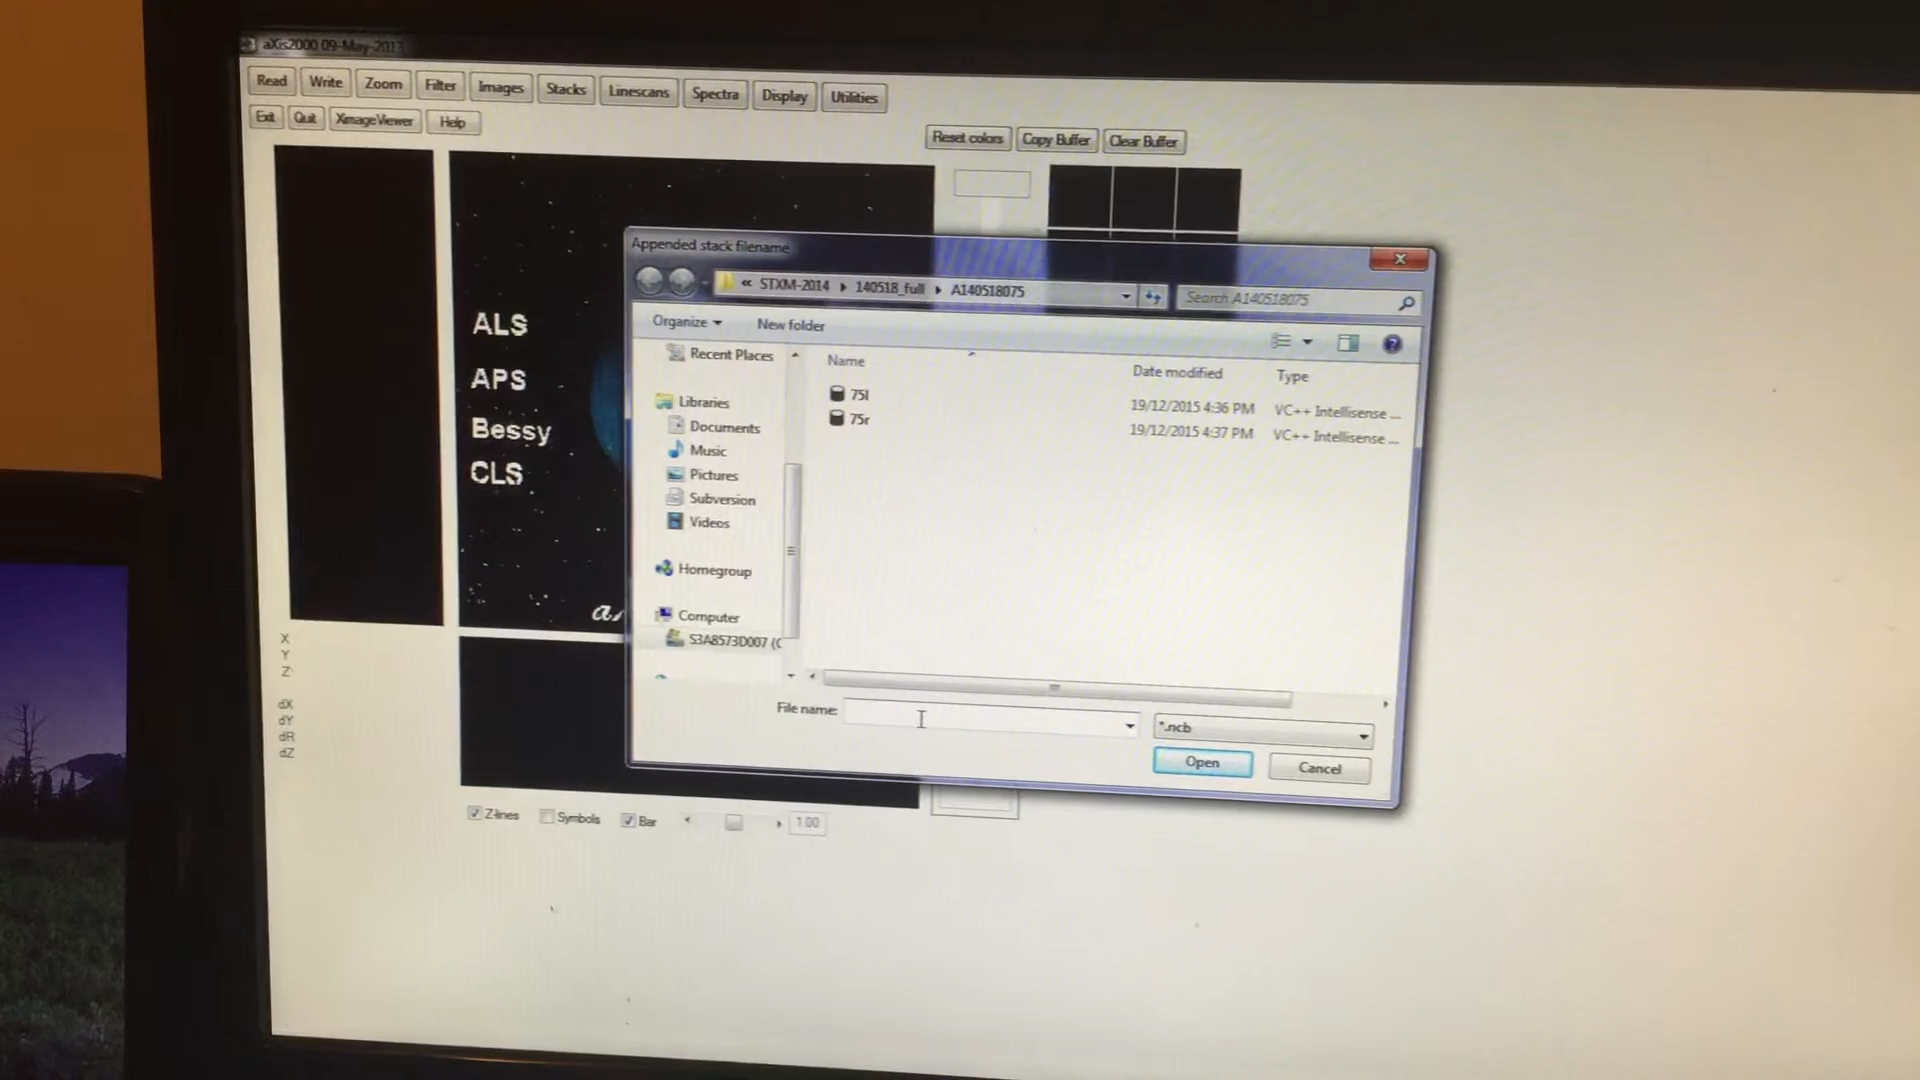 aXis2000 09-May-2013
Read Write Zoom Filter Images Stacks Linescans Spectra Display Utilities
Exit Quit XimageViewer Help
Reset colors Copy Buffer Clear Buffer
ALS
APS
Bessy
CLS
X
Y
Z
dX
dY
dR
dZ
Z-lines Symbols Bar 1.00
Appended stack filename
« STXM-2014 140518_full A140518075
Search A140518075
Organize New folder
Recent Places
Libraries
Documents
Music
Pictures
Subversion
Videos
Homegroup
Computer
S3A8573D007 (C
Name Date modified Type
75l 19/12/2015 4:36 PM VC++ Intellisense ...
75r 19/12/2015 4:37 PM VC++ Intellisense ...
File name: *.ncb
Open Cancel